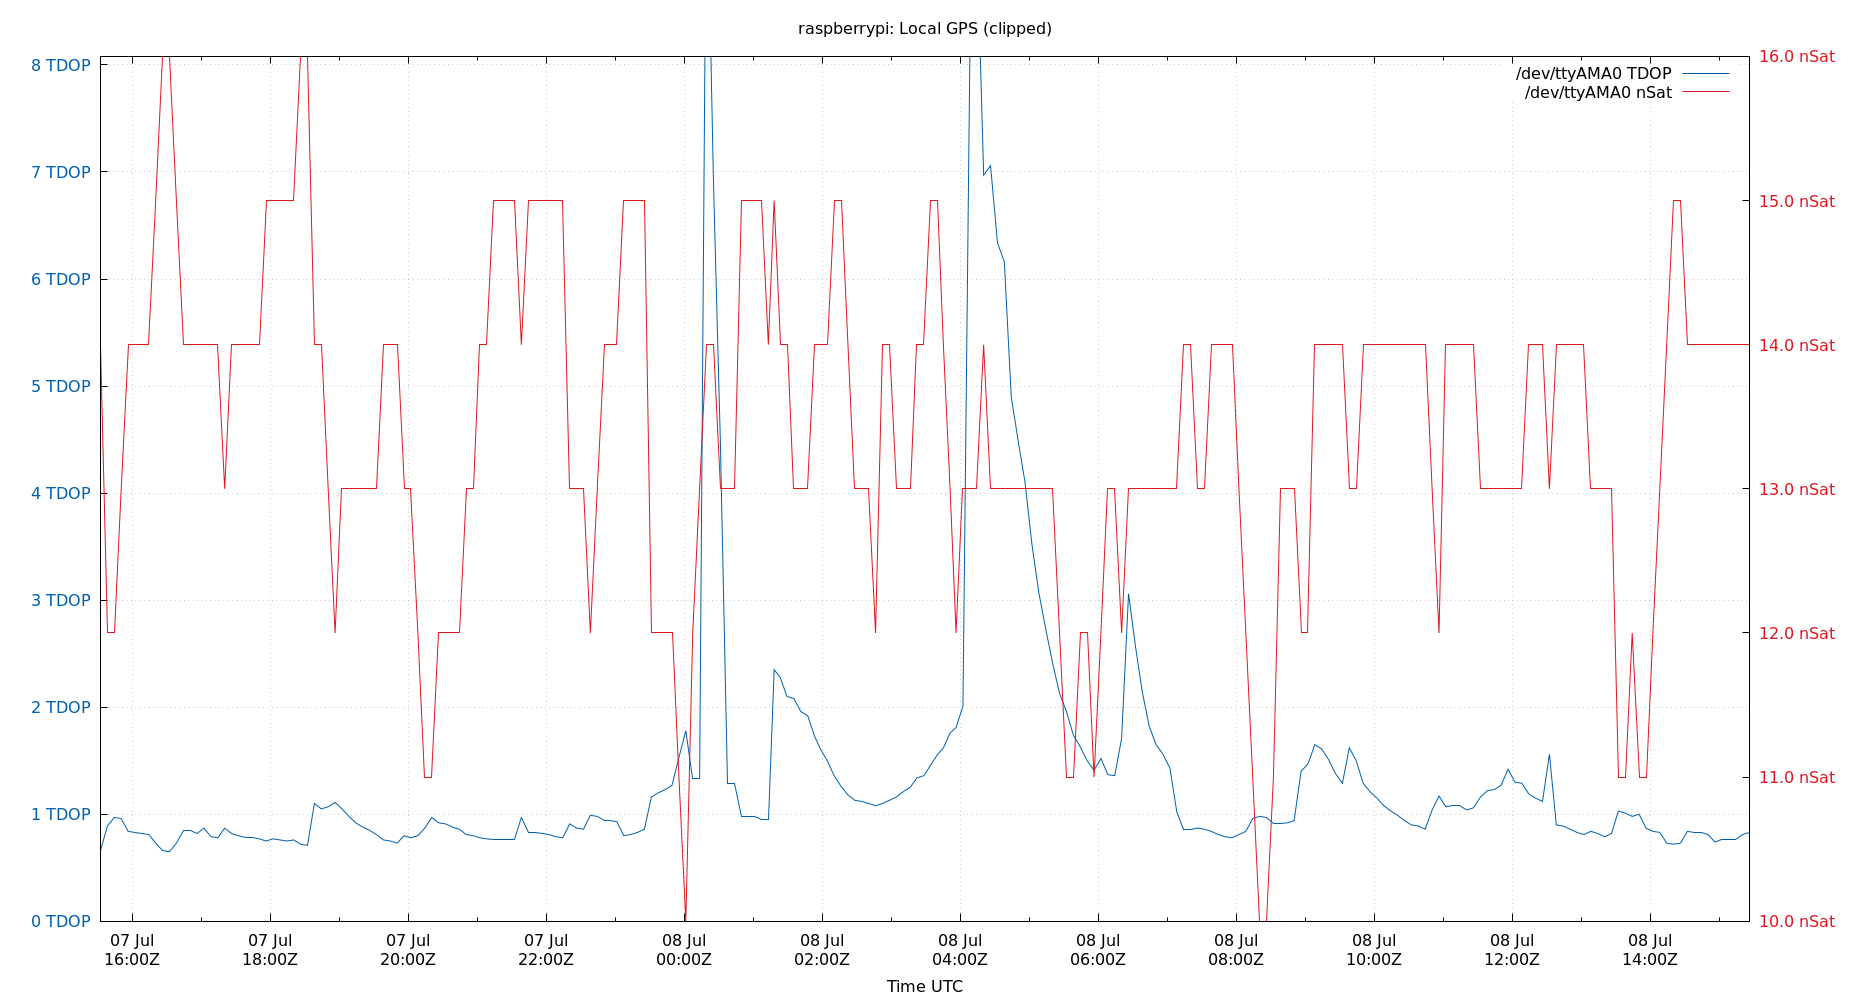 raspberrypi: Local GPS (clipped)
/dev/ttyAMA0 TDOP
/dev/ttyAMA0 nSat
8 TDOP
7 TDOP
6 TDOP
5 TDOP
4 TDOP
3 TDOP
2 TDOP
1 TDOP
0 TDOP
16.0 nSat
15.0 nSat
14.0 nSat
13.0 nSat
12.0 nSat
11.0 nSat
10.0 nSat
07 Jul
16:00Z
07 Jul
18:00Z
07 Jul
20:00Z
07 Jul
22:00Z
08 Jul
00:00Z
08 Jul
02:00Z
08 Jul
04:00Z
08 Jul
06:00Z
08 Jul
08:00Z
08 Jul
10:00Z
08 Jul
12:00Z
08 Jul
14:00Z
Time UTC